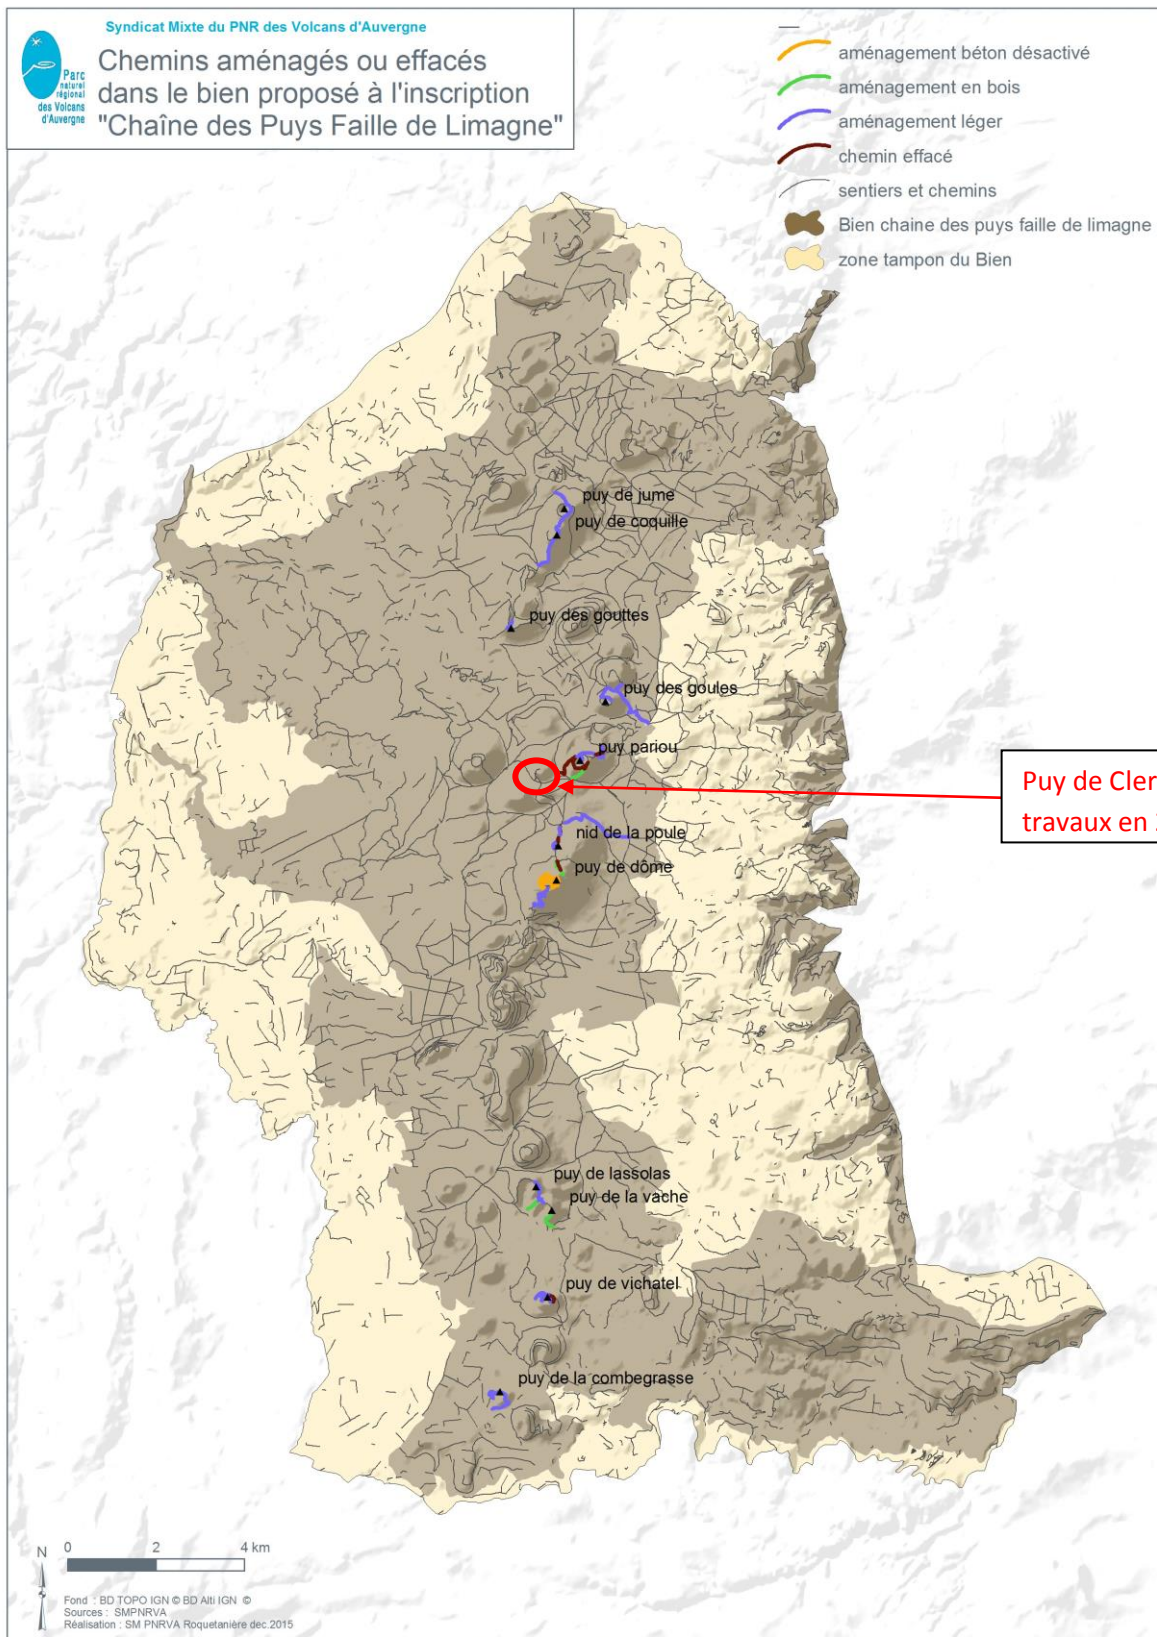 Syndicat Mixte du PNR des Volcans d'Auvergne
Parc
naturel
régional
des Volcans
d'Auvergne
Chemins aménagés ou effacés
dans le bien proposé à l'inscription
"Chaîne des Puys Faille de Limagne"
aménagement béton désactivé
aménagement en bois
aménagement léger
chemin effacé
sentiers et chemins
Bien chaine des puys faille de limagne
zone tampon du Bien
puy de jume
puy de coquille
puy des gouttes
puy des goules
puy pariou
Puy de Cler
travaux en
nid de la poule
puy de dôme
puy de lassolas
puy de la vache
puy de vichatel
puy de la combegrasse
N
0 2 4 km
Fond : BD TOPO IGN © BD Alti IGN ©
Sources : SMPNRVA
Réalisation : SM PNRVA Roquetanière dec.2015